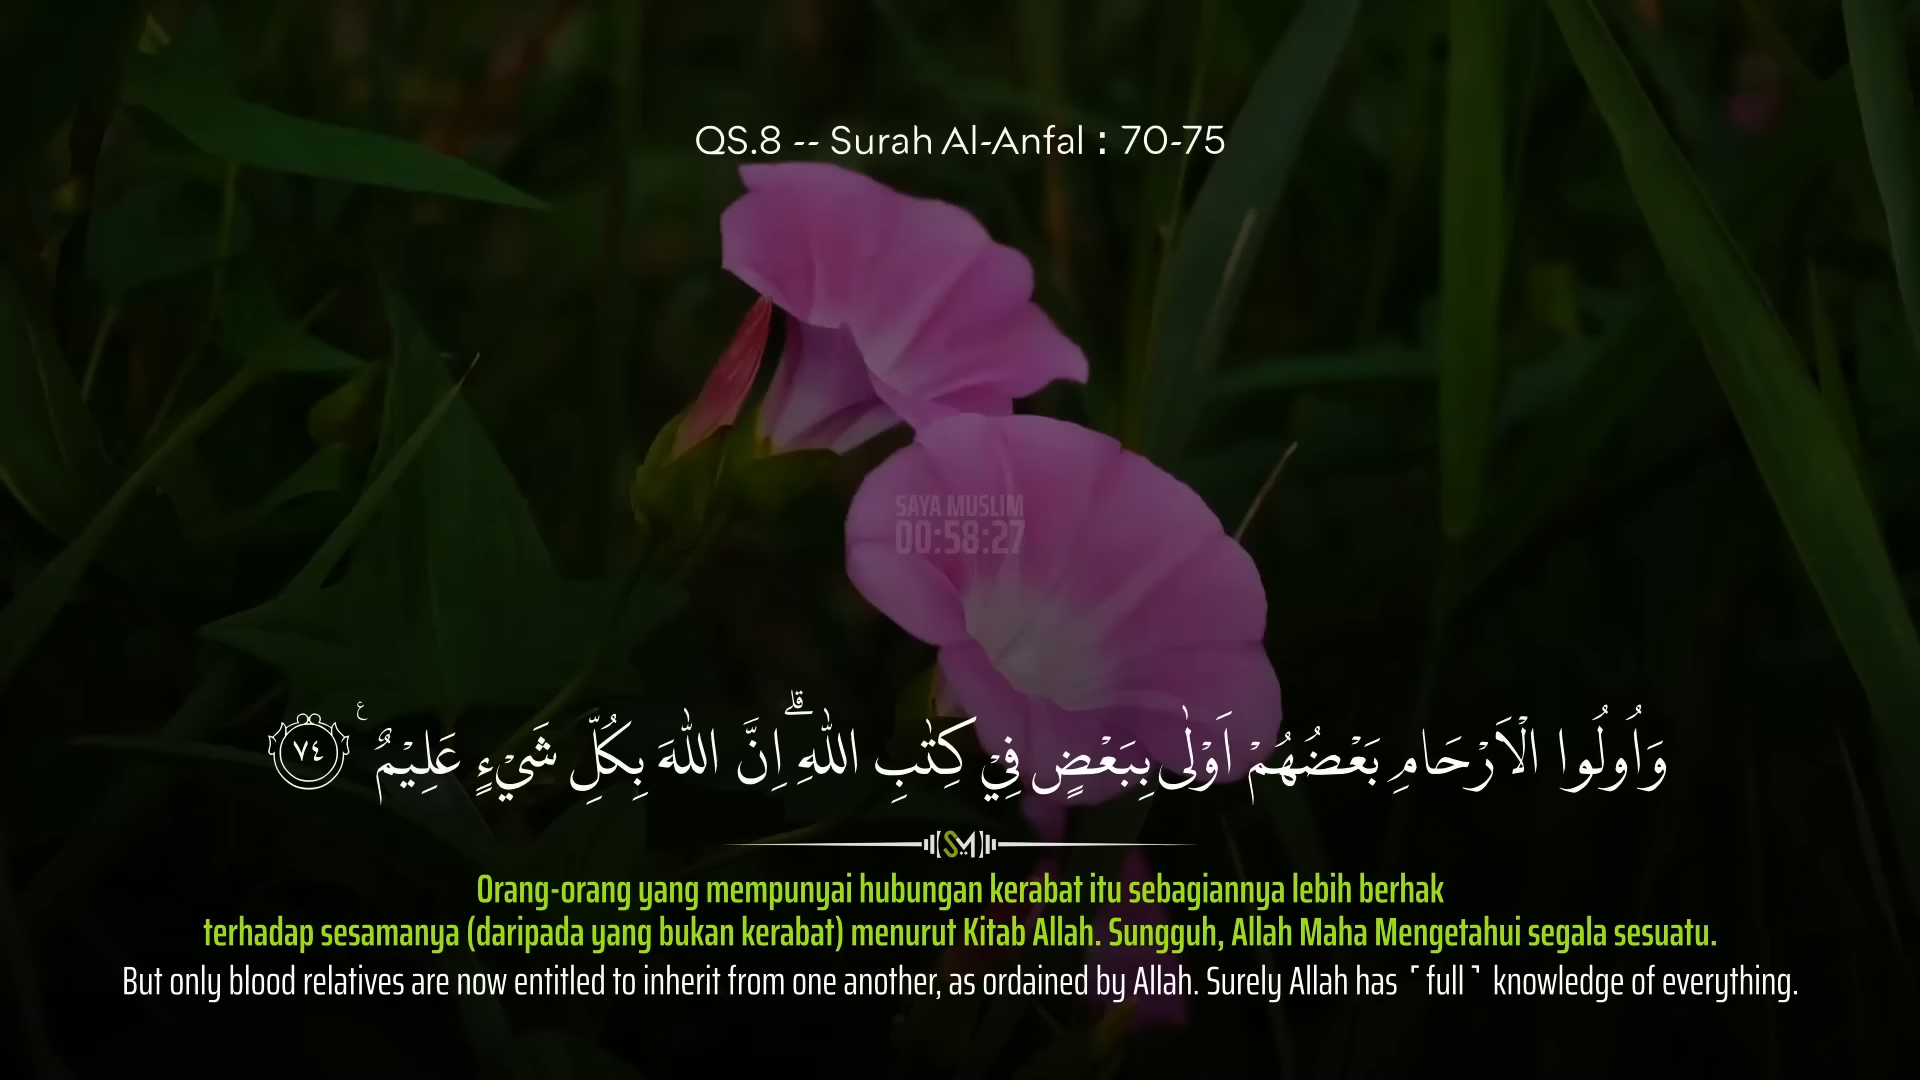 QS.8 -- Surah Al-Anfal : 70-75
SAYA MUSLIM
00:58:27
وَاُولُوا الْاَرْحَامِ بَعْضُهُمْ اَوْلٰى بِبَعْضٍ فِيْ كِتٰبِ اللّٰهِ ۗاِنَّ اللّٰهَ بِكُلِّ شَيْءٍ عَلِيْمٌ ࣖ ٧٤
SM
Orang-orang yang mempunyai hubungan kerabat itu sebagiannya lebih berhak
terhadap sesamanya (daripada yang bukan kerabat) menurut Kitab Allah. Sungguh, Allah Maha Mengetahui segala sesuatu.
But only blood relatives are now entitled to inherit from one another, as ordained by Allah. Surely Allah has ˹full˺ knowledge of everything.